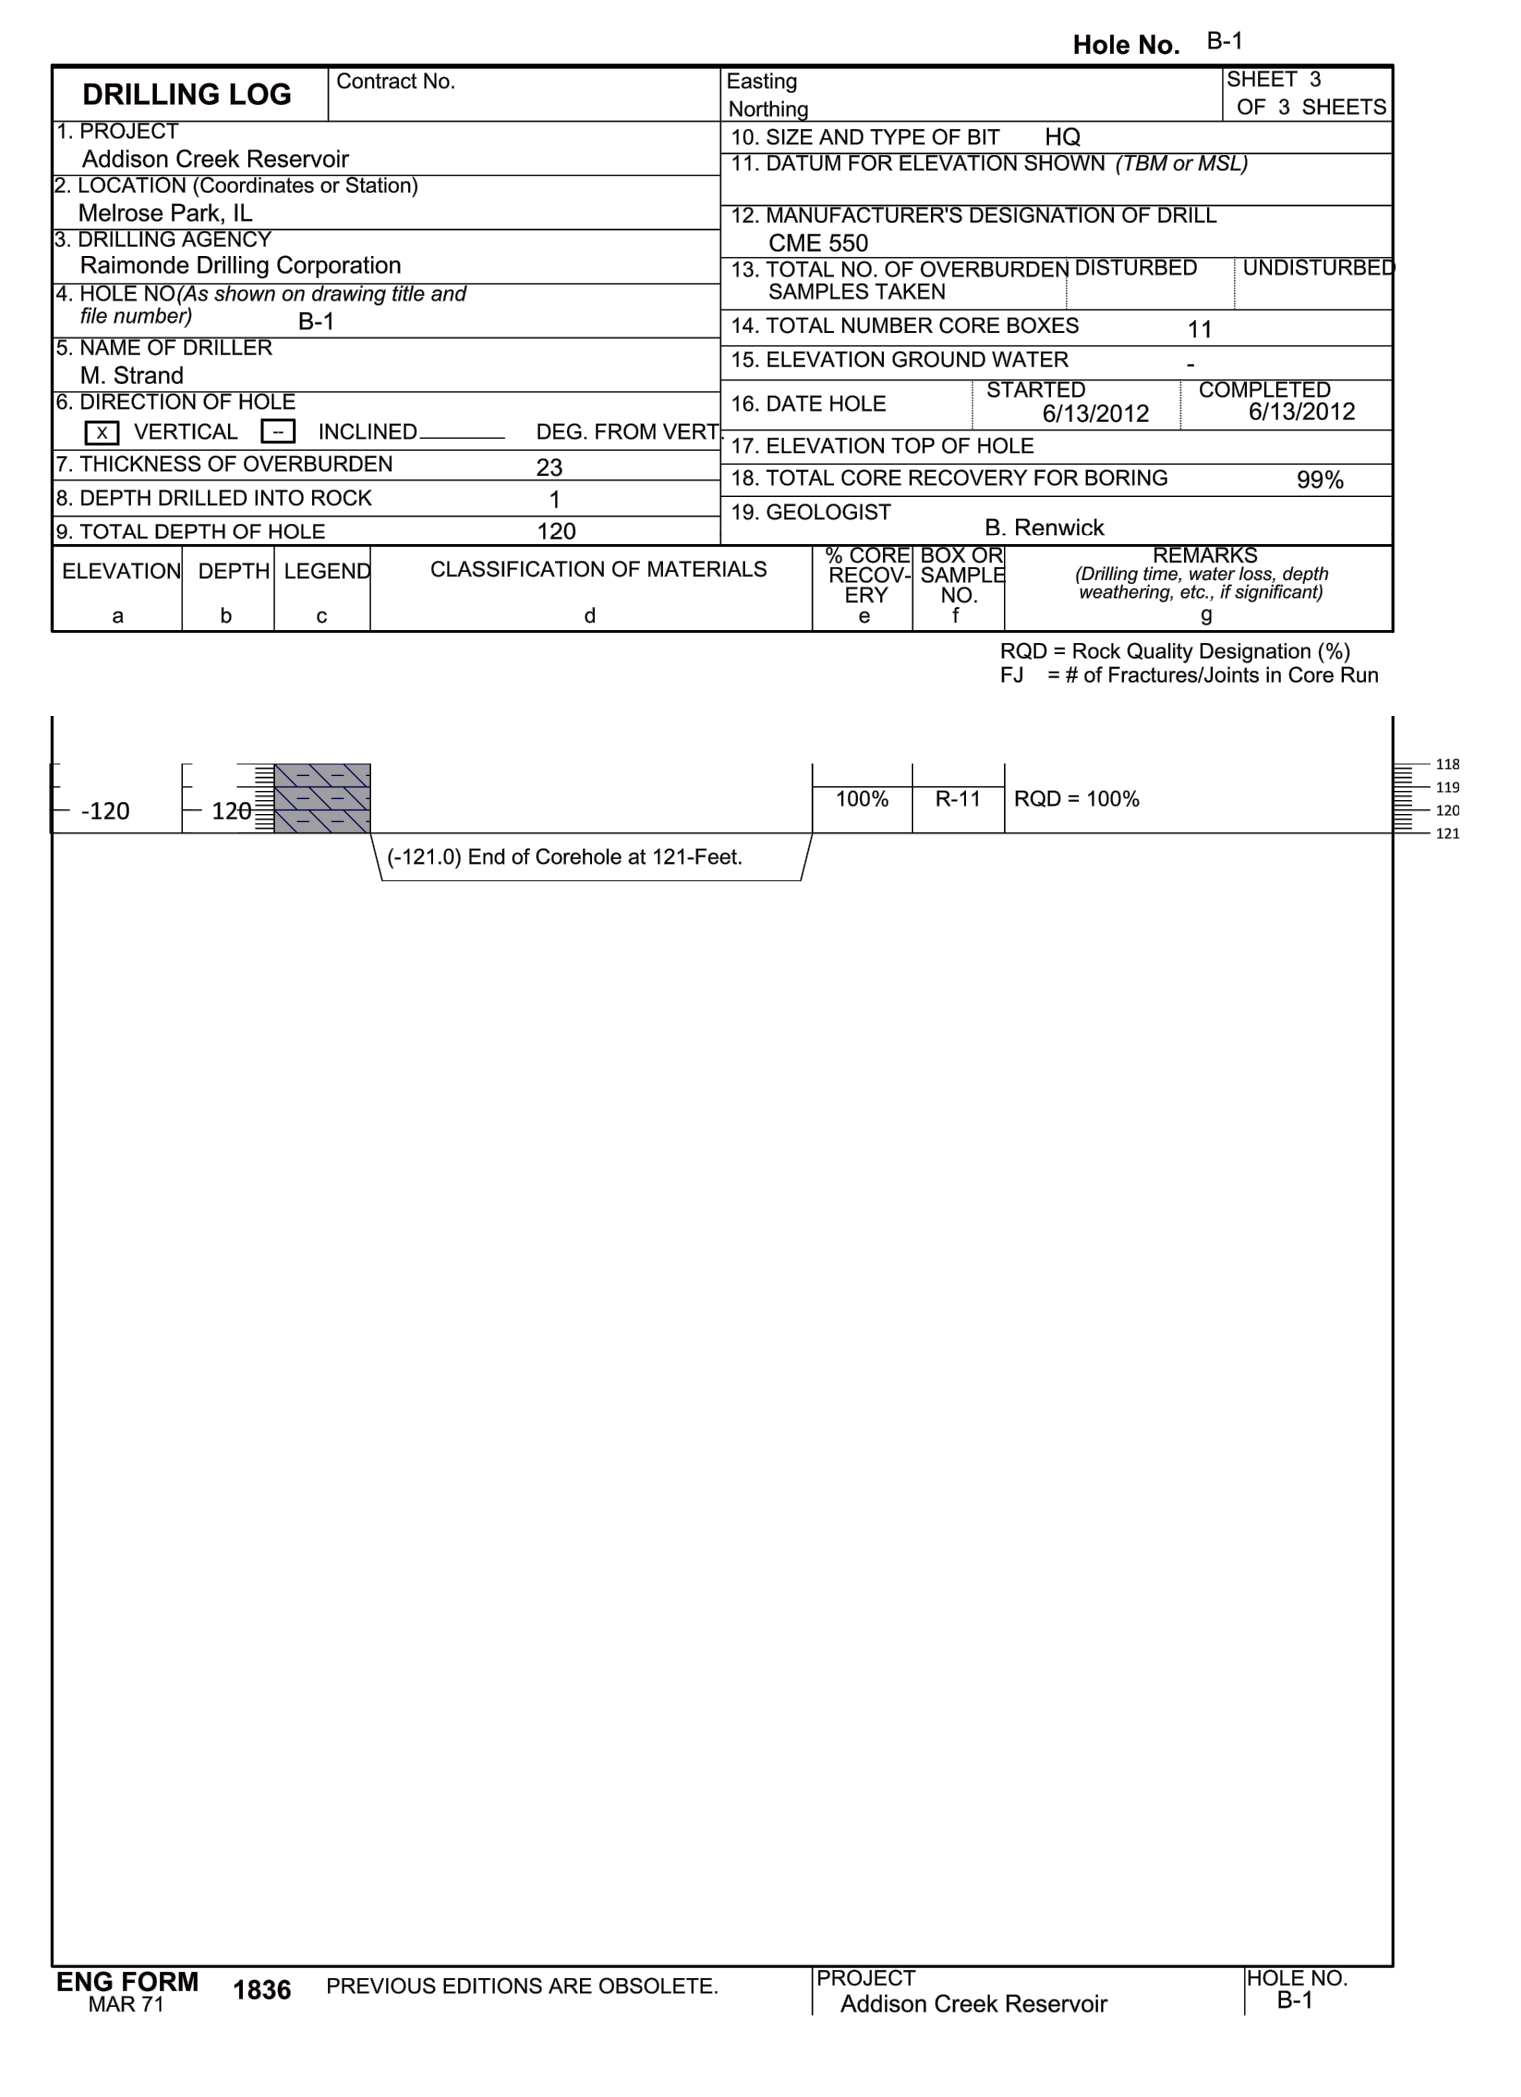 Hole No. B-1
DRILLING LOG
Contract No.
Easting
Northing
SHEET 3
OF 3 SHEETS
1. PROJECT
Addison Creek Reservoir
2. LOCATION (Coordinates or Station)
Melrose Park, IL
3. DRILLING AGENCY
Raimonde Drilling Corporation
4. HOLE NO(As shown on drawing title and
file number) B-1
5. NAME OF DRILLER
M. Strand
6. DIRECTION OF HOLE
X VERTICAL -- INCLINED______ DEG. FROM VERT.
7. THICKNESS OF OVERBURDEN 23
8. DEPTH DRILLED INTO ROCK 1
9. TOTAL DEPTH OF HOLE 120
10. SIZE AND TYPE OF BIT HQ
11. DATUM FOR ELEVATION SHOWN (TBM or MSL)
12. MANUFACTURER'S DESIGNATION OF DRILL
CME 550
13. TOTAL NO. OF OVERBURDEN DISTURBED UNDISTURBED
SAMPLES TAKEN
14. TOTAL NUMBER CORE BOXES 11
15. ELEVATION GROUND WATER -
16. DATE HOLE
STARTED
6/13/2012
COMPLETED
6/13/2012
17. ELEVATION TOP OF HOLE
18. TOTAL CORE RECOVERY FOR BORING 99%
19. GEOLOGIST
B. Renwick
ELEVATION
a
DEPTH
b
LEGEND
c
CLASSIFICATION OF MATERIALS
d
% CORE
RECOV-
ERY
e
BOX OR
SAMPLE
NO.
f
REMARKS
(Drilling time, water loss, depth
weathering, etc., if significant)
g
RQD = Rock Quality Designation (%)
FJ = # of Fractures/Joints in Core Run
118
119
-120 120 100% R-11 RQD = 100%
120
121
(-121.0) End of Corehole at 121-Feet.
ENG FORM 1836 PREVIOUS EDITIONS ARE OBSOLETE.
MAR 71
PROJECT
Addison Creek Reservoir
HOLE NO.
B-1